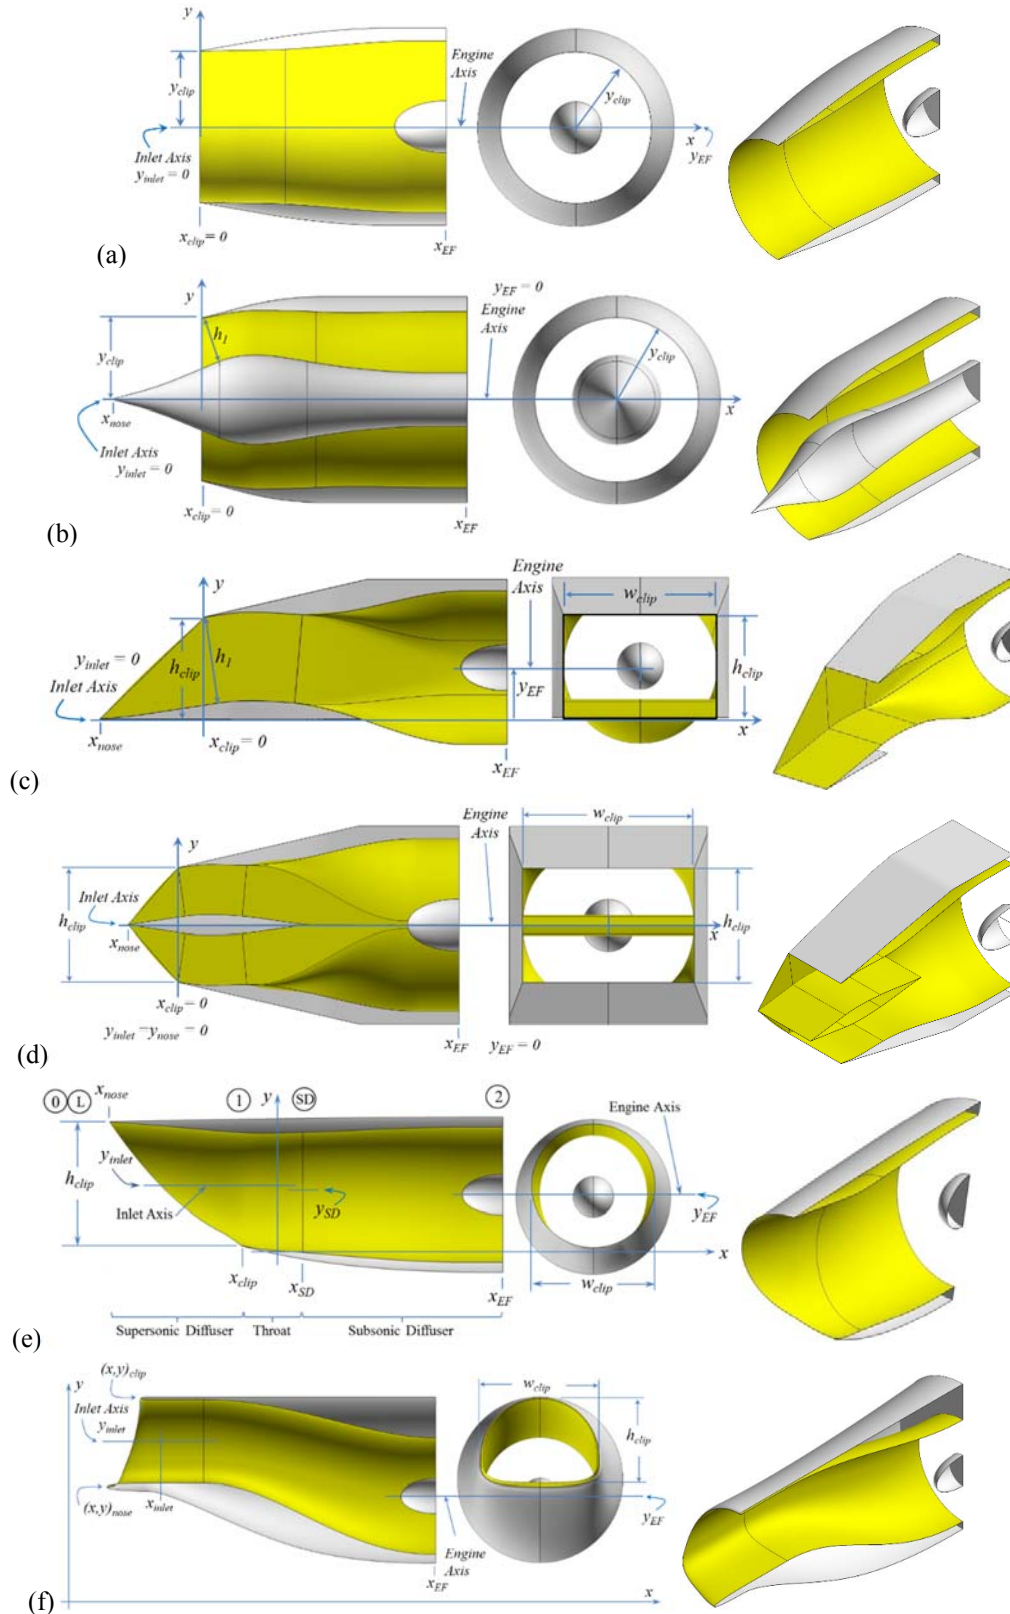 y
Engine
Axis
y_clip
y_clip
x
y_EF
Inlet Axis
y_inlet = 0
x_clip = 0
x_EF
(a)
y
y_EF = 0
Engine
Axis
h_1
y_clip
y_clip
x_nose
x
Inlet Axis
y_inlet = 0
x_clip = 0
x_EF
(b)
y
Engine
Axis
w_clip
y_inlet = 0
h_clip
h_1
h_clip
Inlet Axis
y_EF
x_nose
x_clip = 0
x
x_EF
(c)
y
Engine
Axis
w_clip
Inlet Axis
h_clip
h_clip
x_nose
x
x_clip = 0
y_inlet = y_nose = 0
x_EF
y_EF = 0
(d)
x_nose
0 L 1 y SD 2
Engine Axis
y_inlet
h_clip
Inlet Axis
y_SD
y_EF
x
x_clip
x_SD
x_EF
w_clip
Supersonic Diffuser Throat Subsonic Diffuser
(e)
(x,y)_clip
y
w_clip
Inlet Axis
y_inlet
h_clip
(x,y)_nose
x_inlet
y_EF
Engine
Axis
x_EF
x
(f)